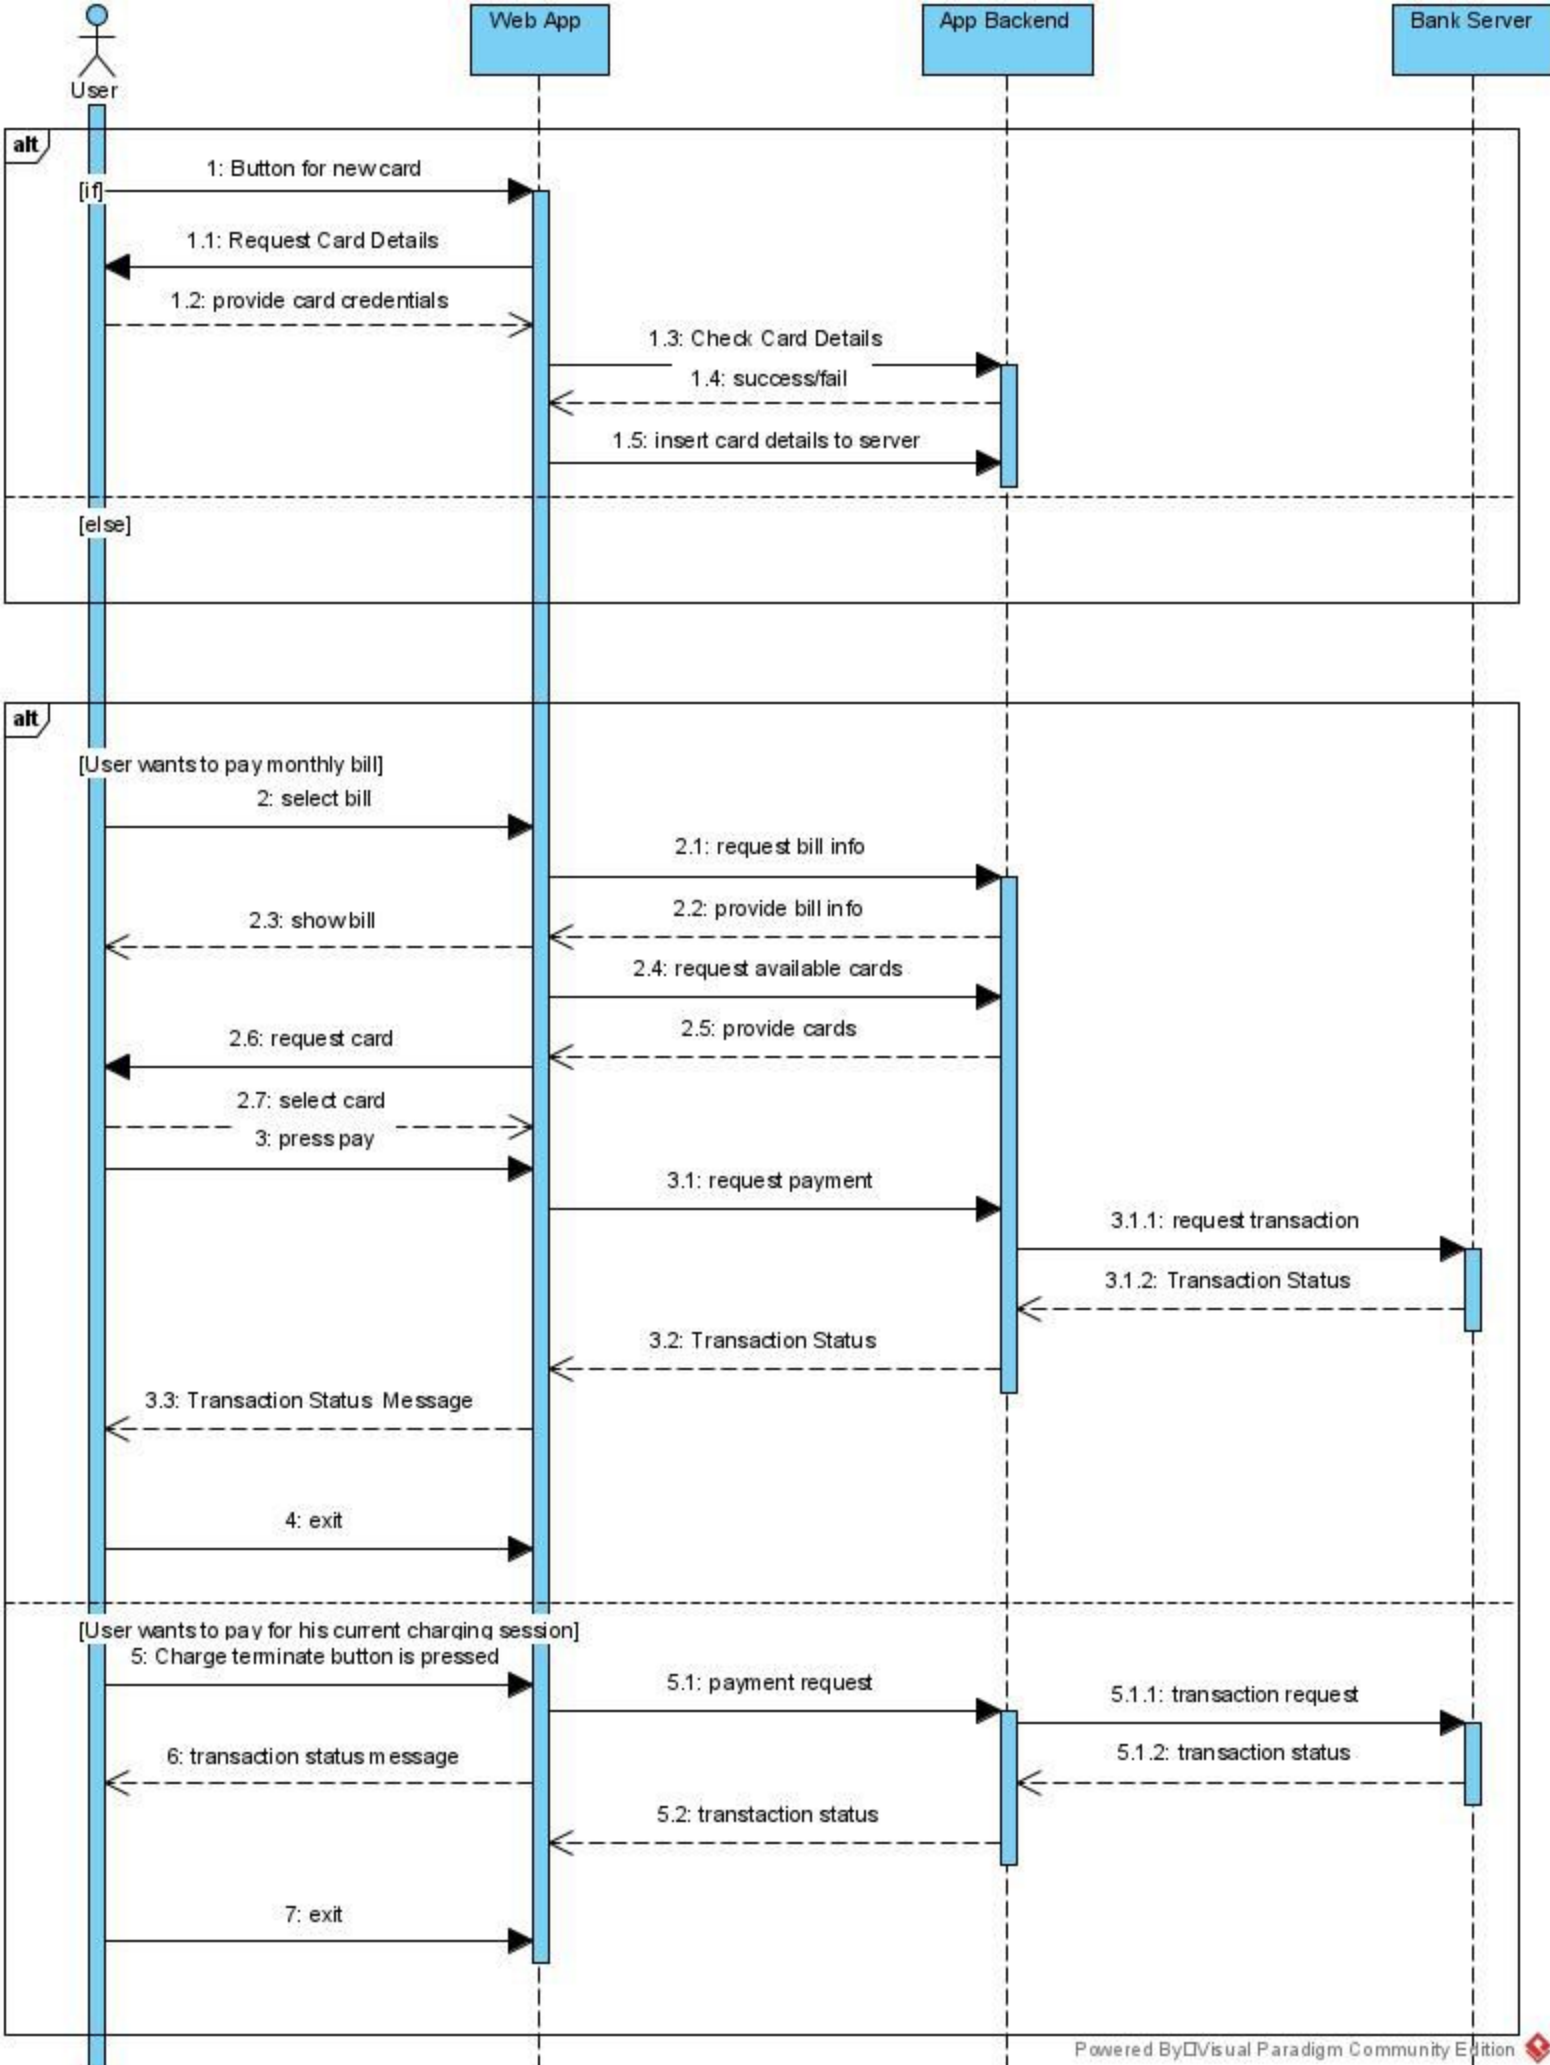 Web App
App Backend
Bank Server
User
alt
1: Button for new card
[if]
1.1: Request Card Details
1.2: provide card credentials
1.3: Check Card Details
1.4: success/fail
1.5: insert card details to server
[else]
alt
[User wants to pay monthly bill]
2: select bill
2.1: request bill info
2.2: provide bill info
2.3: show bill
2.4: request available cards
2.5: provide cards
2.6: request card
2.7: select card
3: press pay
3.1: request payment
3.1.1: request transaction
3.1.2: Transaction Status
3.2: Transaction Status
3.3: Transaction Status Message
4: exit
[User wants to pay for his current charging session]
5: Charge terminate button is pressed
5.1: payment request
5.1.1: transaction request
5.1.2: transaction status
6: transaction status message
5.2: transtaction status
7: exit
Powered By□Visual Paradigm Community Edition